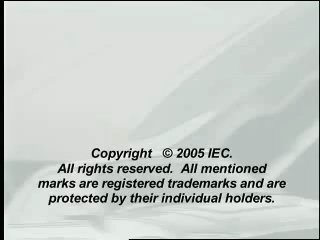 Copyright © 2005 IEC.
All rights reserved. All mentioned
marks are registered trademarks and are
protected by their individual holders.